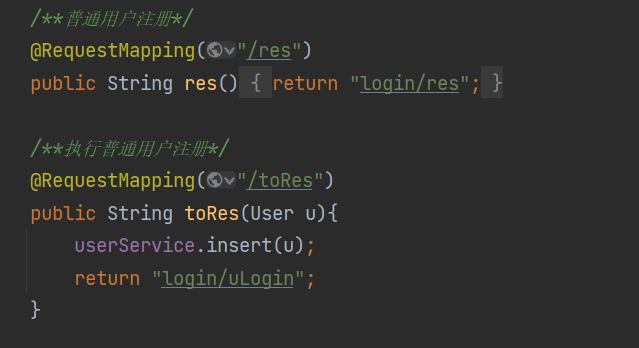 /**普通用户注册*/
@RequestMapping("/res")
public String res() { return "login/res"; }
/**执行普通用户注册*/
@RequestMapping("/toRes")
public String toRes(User u){
userService.insert(u);
return "login/uLogin";
}